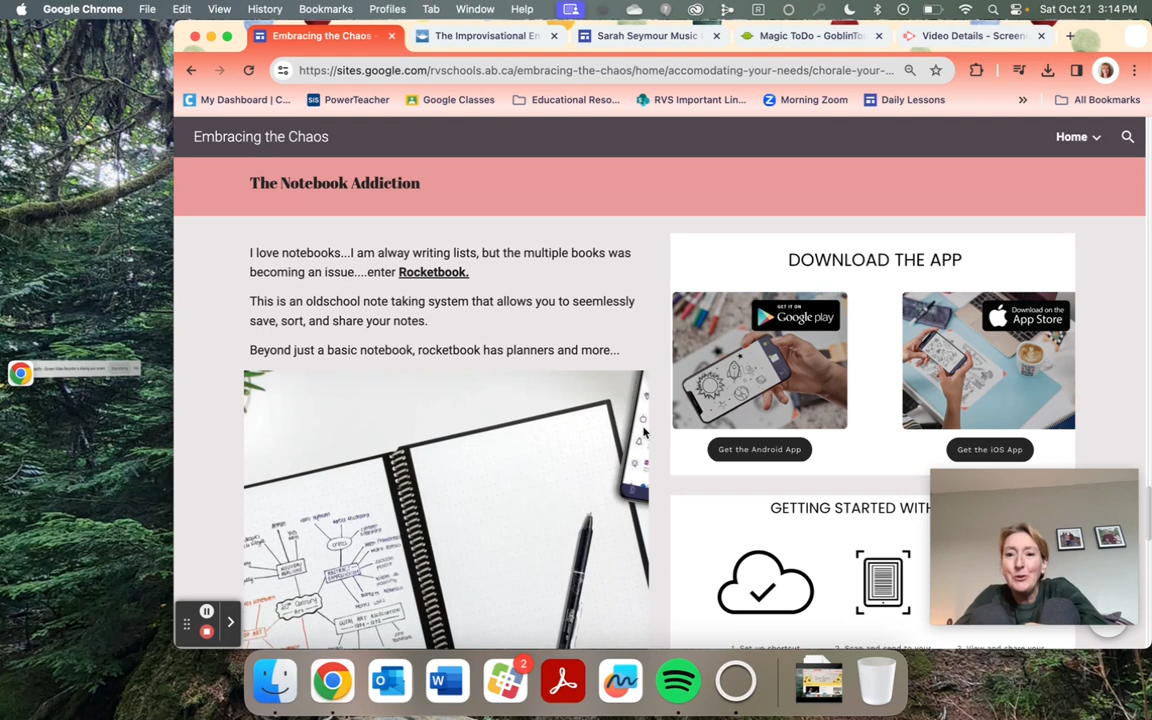 Google Chrome File Edit View History Bookmarks Profiles Tab Window Help Sat Oct 21 3:14 PM
Embracing the Chaos - The Improvisational En Sarah Seymour Music Magic ToDo - GoblinToo Video Details - Screen
https://sites.google.com/rvschools.ab.ca/embracing-the-chaos/home/accomodating-your-needs/chorale-your-...
My Dashboard | C... PowerTeacher Google Classes Educational Reso... RVS Important Lin... Morning Zoom Daily Lessons » All Bookmarks
Embracing the Chaos Home
The Notebook Addiction
I love notebooks...I am alway writing lists, but the multiple books was
becoming an issue....enter Rocketbook.
This is an oldschool note taking system that allows you to seemlessly
save, sort, and share your notes.
Beyond just a basic notebook, rocketbook has planners and more...
DOWNLOAD THE APP
GET IT ON
Google play
Download on the
App Store
Get the Android App
Get the iOS App
GETTING STARTED WITH
2